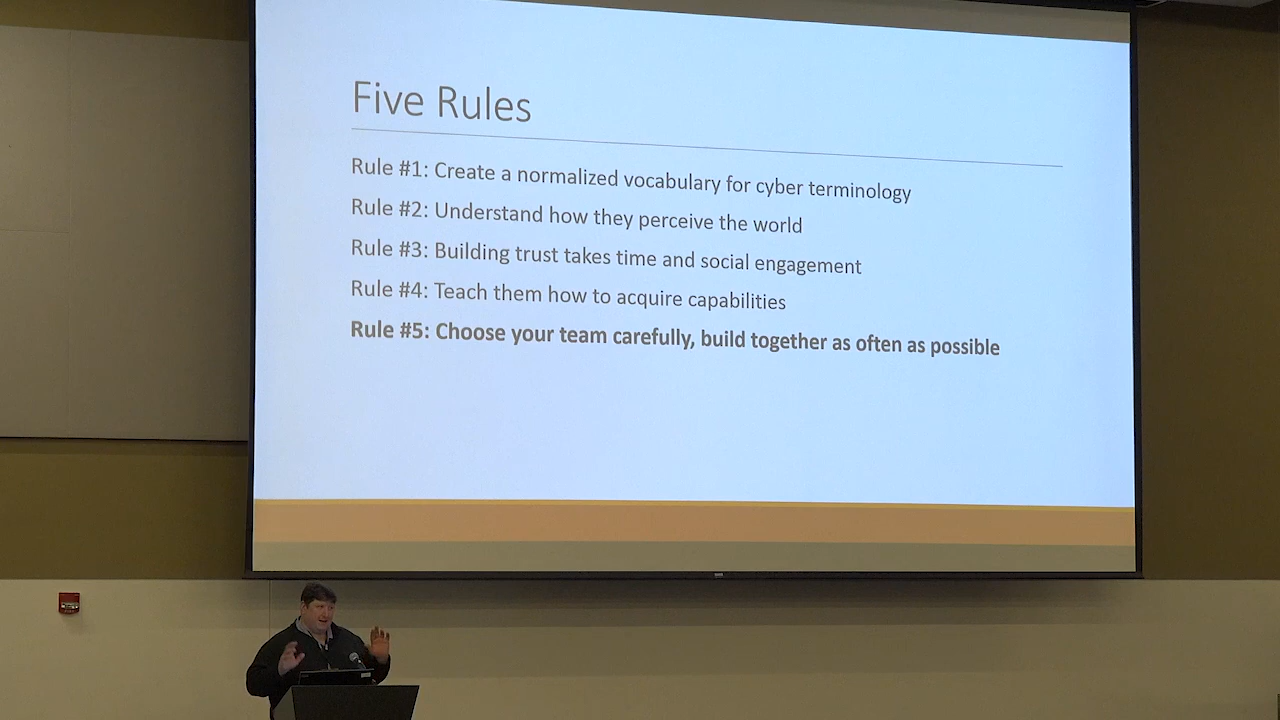 Five Rules
Rule #1: Create a normalized vocabulary for cyber terminology
Rule #2: Understand how they perceive the world
Rule #3: Building trust takes time and social engagement
Rule #4: Teach them how to acquire capabilities
Rule #5: Choose your team carefully, build together as often as possible